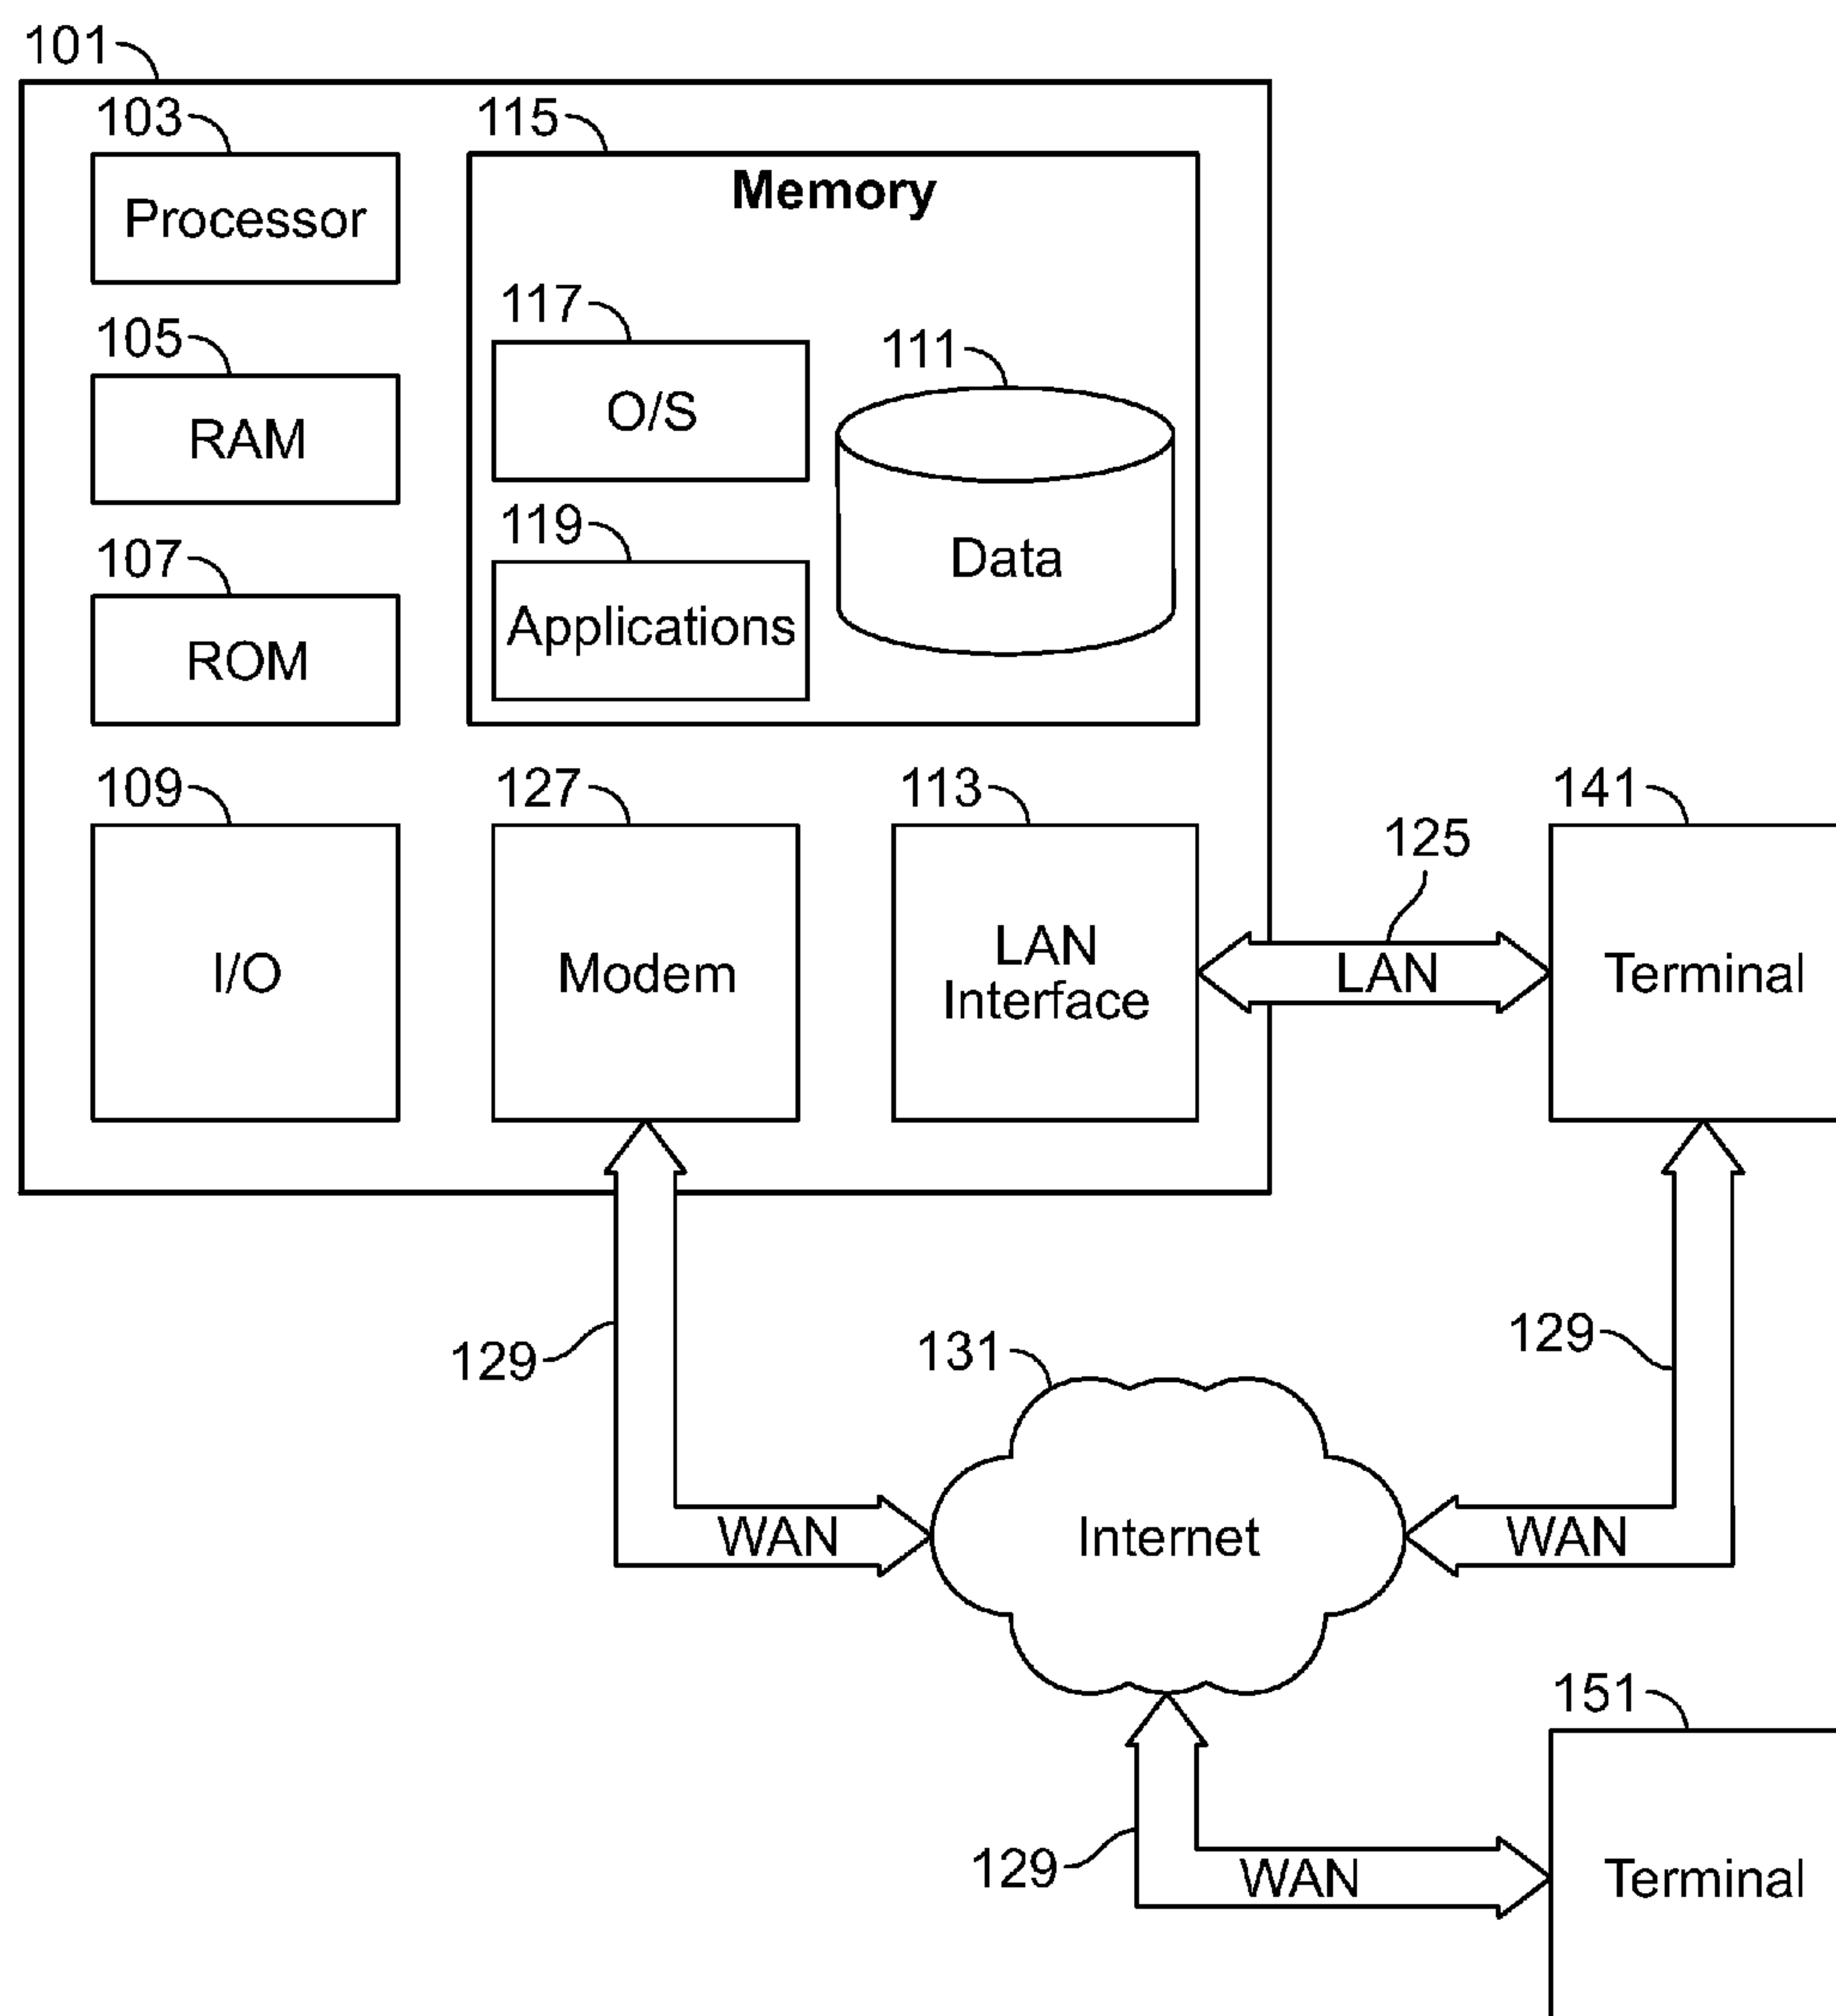 101
103
115
Processor
Memory
117
111
105
O/S
RAM
119
Data
107
Applications
ROM
109
127
113
141
125
I/O
Modem
LAN
Interface
LAN
Terminal
129
131
129
WAN
Internet
WAN
151
129
WAN
Terminal